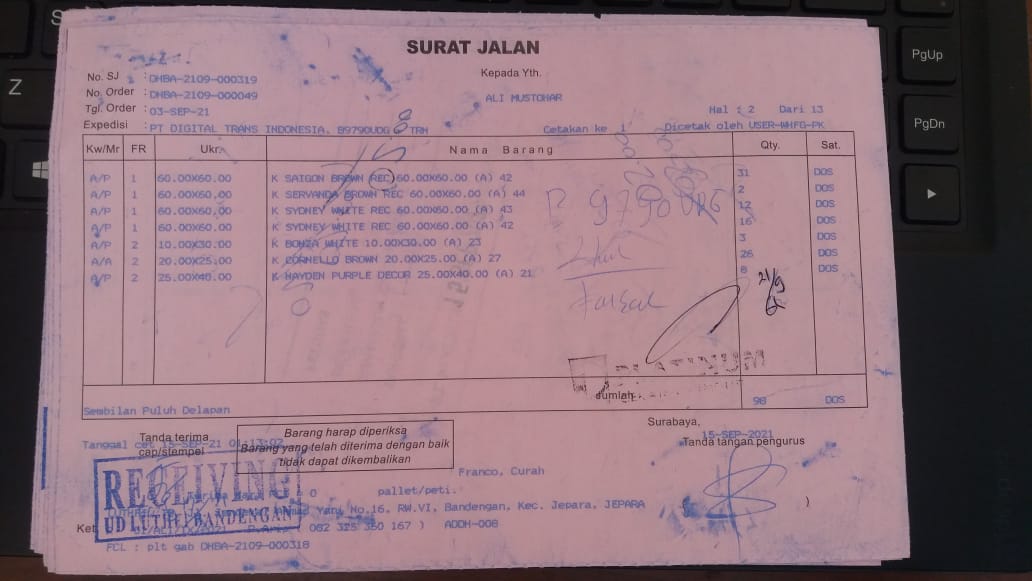 SURAT JALAN
Kepada Yth.
No. SJ : DHBA-2109-000319
No. Order : DHBA-2109-000049
ALI MUSTOHAR
Tgl. Order : 03-SEP-21
Hal : 2 Dari 13
Expedisi : PT DIGITAL TRANS INDONESIA. B9790UDG 8 TRH
Cetakan ke 1 Dicetak oleh USER-WHFG-PK
Kw/Mr FR Ukr. Nama Barang Qty. Sat.
A/P 1 60.00X60.00 K SAIGON BROWN (REC) 60.00X60.00 (A) 42 31 DOS
A/P 1 60.00X60.00 K SERVANDA BROWN REC 60.00X60.00 (A) 44 2 DOS
A/P 1 60.00X60.00 K SYDNEY WHITE REC 60.00X60.00 (A) 43 12 DOS
A/P 1 60.00X60.00 K SYDNEY WHITE REC 60.00X60.00 (A) 42 16 DOS
A/P 2 10.00X30.00 K BONZA WHITE 10.00X30.00 (A) 23 3 DOS
A/A 2 20.00X25.00 K CORNELLO BROWN 20.00X25.00 (A) 27 26 DOS
A/P 2 25.00X40.00 K HAYDEN PURPLE DECOR 25.00X40.00 (A) 21 8 DOS
21/9
Faisal
PLATINUM
Jumlah 98 DOS
Sembilan Puluh Delapan
Surabaya,
15-SEP-2021
Tanggal cet 15-SEP-21 01:13:02
Tanda terima
cap/stempel
Barang harap diperiksa
Barang yang telah diterima dengan baik
tidak dapat dikembalikan
Tanda tangan pengurus
Franco, Curah
RECEIVING
UD LUTHFI BANDENGAN
0 pallet/peti.
Yani No.16, RW.VI, Bandengan, Kec. Jepara, JEPARA
( )
Ket
082 325 350 167 ) ADDH-008
FCL : plt gab DHBA-2109-000318
Z
PgUp
PgDn